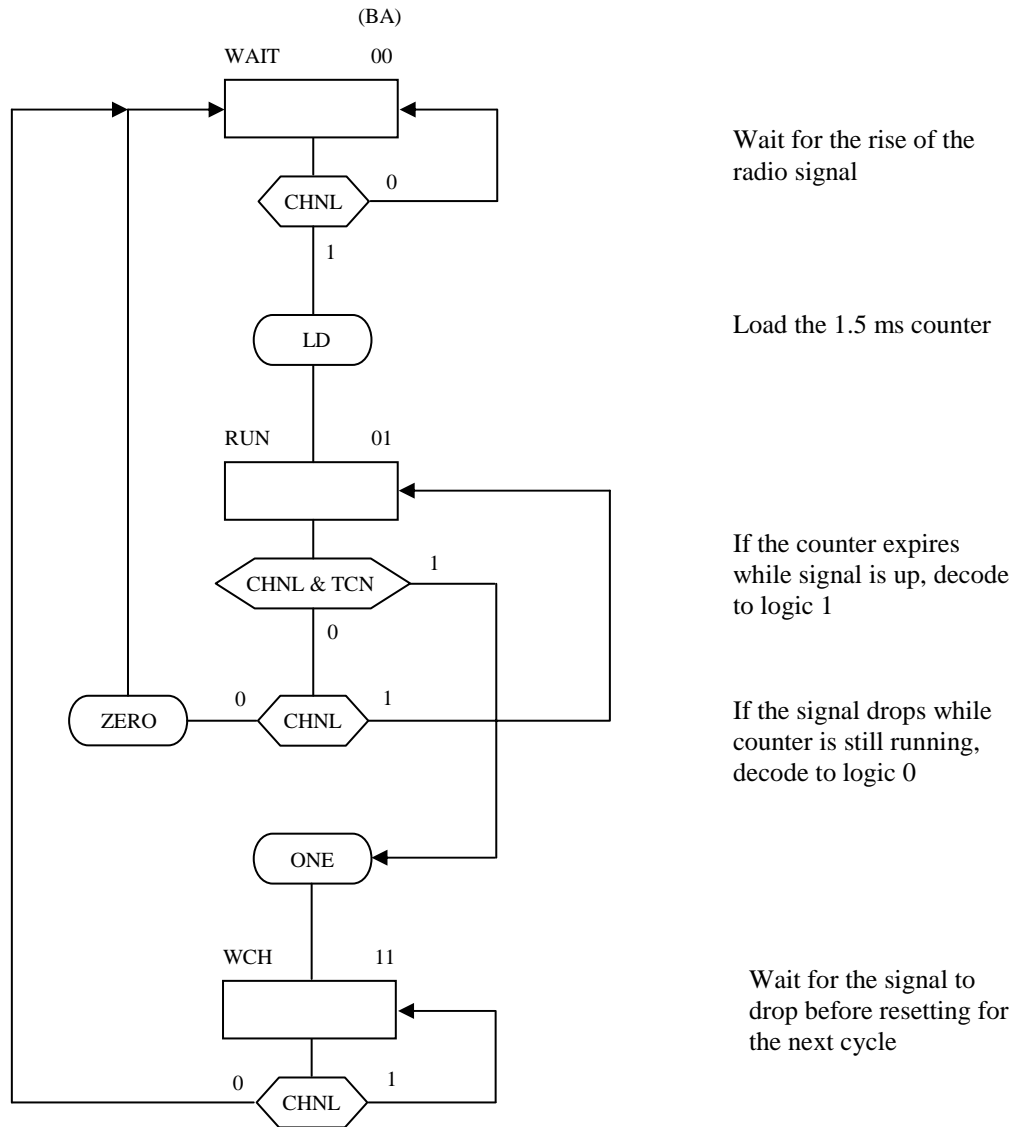 (BA)
WAIT 00
Wait for the rise of the
radio signal
CHNL
0
1
LD
Load the 1.5 ms counter
RUN 01
If the counter expires
while signal is up, decode
to logic 1
CHNL & TCN
1
0
ZERO
0
CHNL
1
If the signal drops while
counter is still running,
decode to logic 0
ONE
WCH 11
Wait for the signal to
drop before resetting for
the next cycle
0
CHNL
1